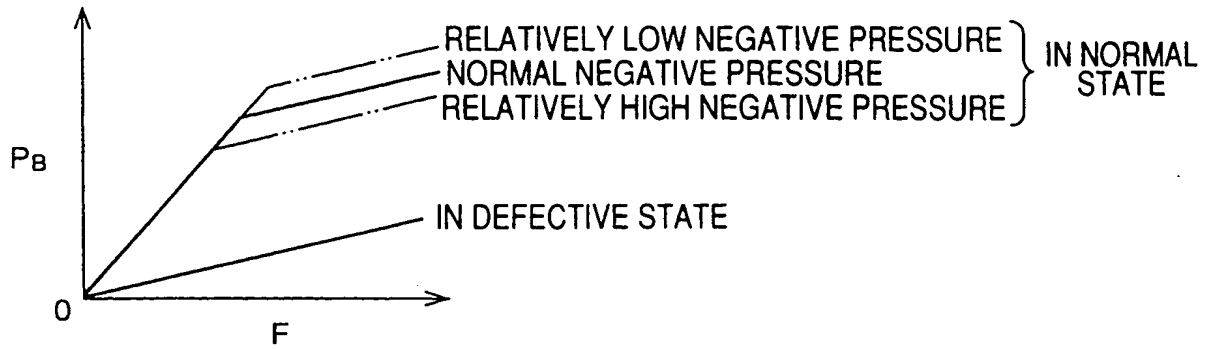 RELATIVELY LOW NEGATIVE PRESSURE
NORMAL NEGATIVE PRESSURE
RELATIVELY HIGH NEGATIVE PRESSURE
IN NORMAL
STATE
PB
IN DEFECTIVE STATE
0
F